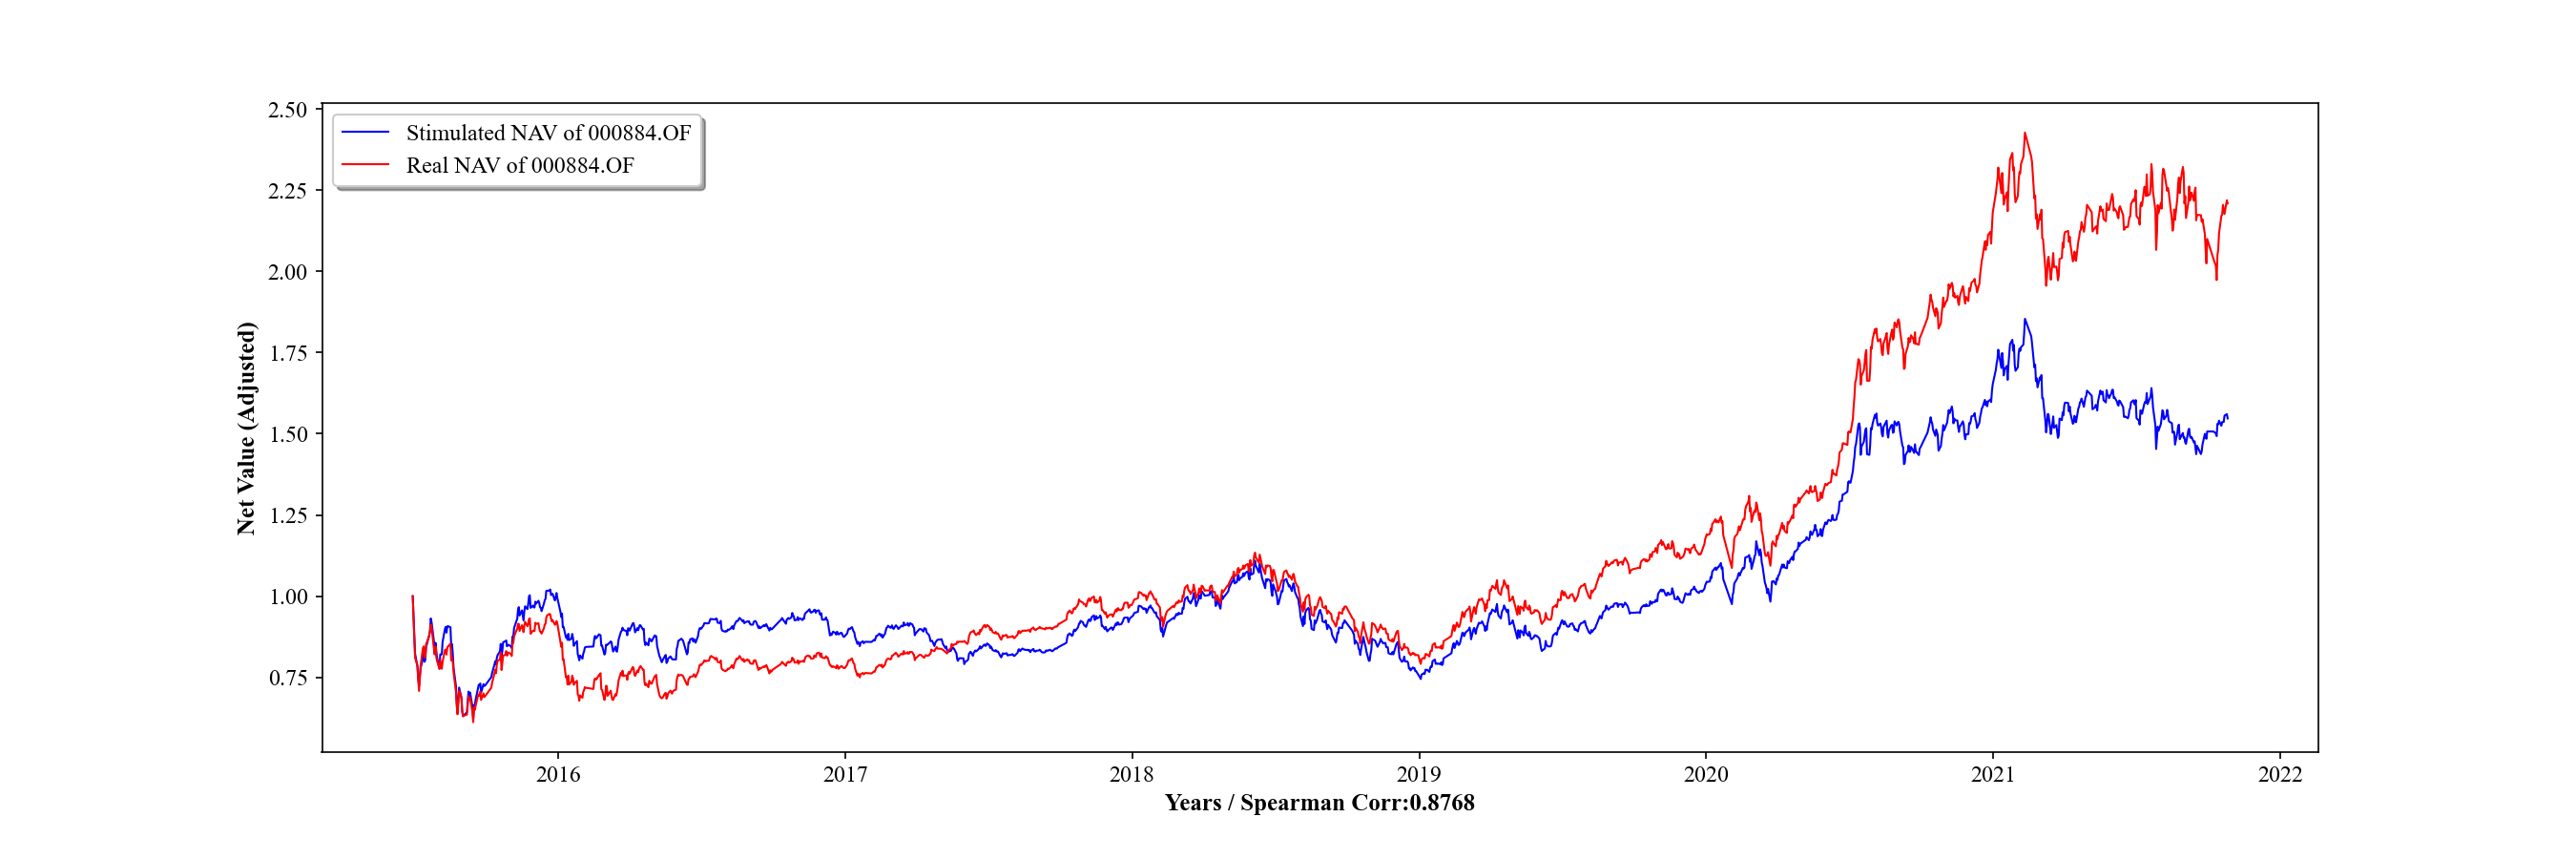 Stimulated NAV of 000884.OF
Real NAV of 000884.OF
Net Value (Adjusted)
2.50
2.25
2.00
1.75
1.50
1.25
1.00
0.75
2016 2017 2018 2019 2020 2021 2022
Years / Spearman Corr:0.8768